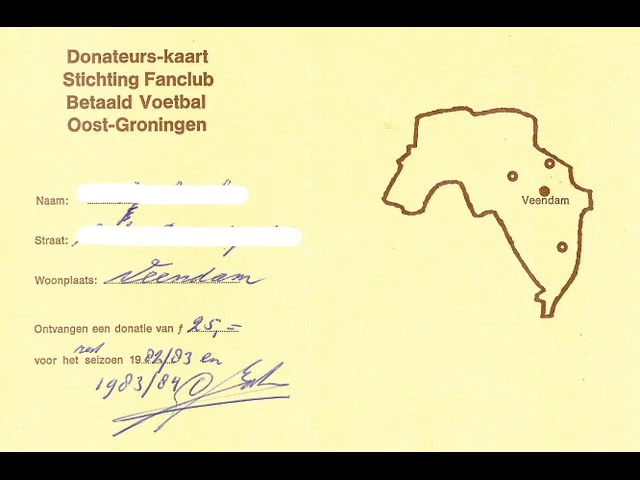 Donateurs-kaart
Stichting Fanclub
Betaald Voetbal
Oost-Groningen
Naam:
Straat:
Woonplaats: Veendam
Ontvangen een donatie van ƒ 25,=
rest
voor het seizoen 1982/83 en
1983/84
Veendam